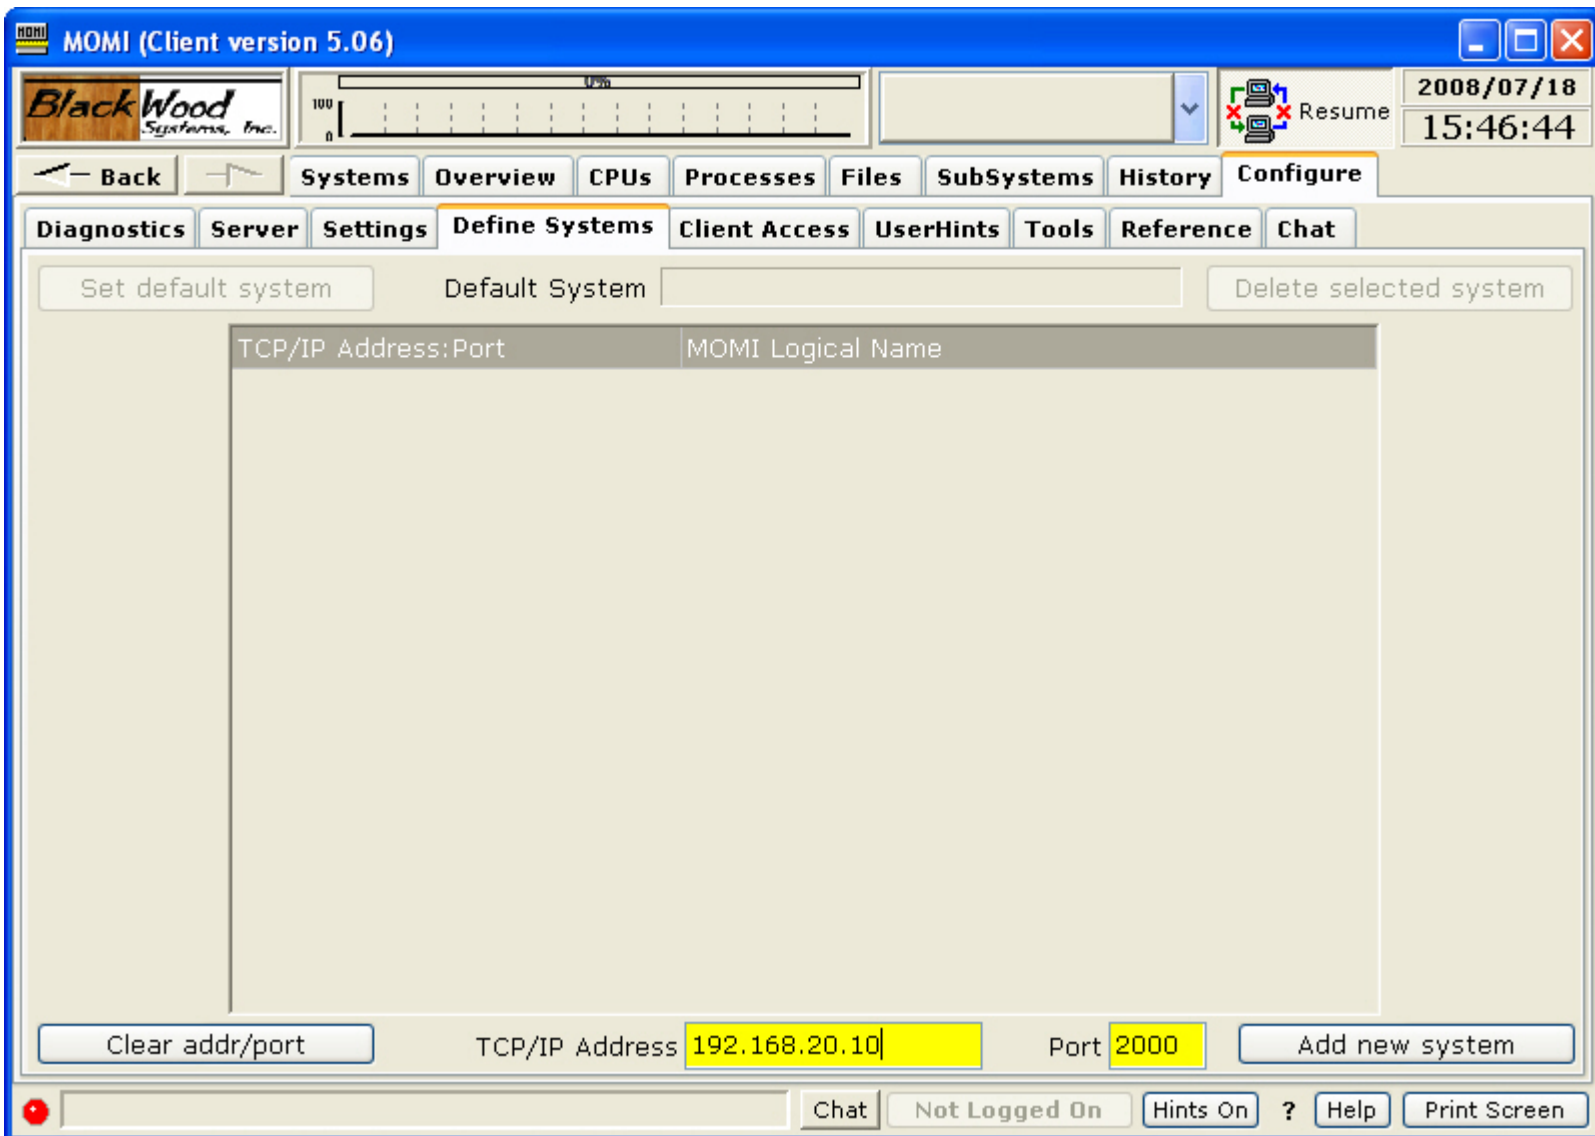 MOMI
MOMI (Client version 5.06)
BlackWood
Systems, Inc.
0%
100
0
Resume
2008/07/18
15:46:44
Back
Systems Overview CPUs Processes Files SubSystems History Configure
Diagnostics Server Settings Define Systems Client Access UserHints Tools Reference Chat
Set default system Default System Delete selected system
TCP/IP Address:Port MOMI Logical Name
Clear addr/port TCP/IP Address 192.168.20.10 Port 2000 Add new system
Chat Not Logged On Hints On ? Help Print Screen